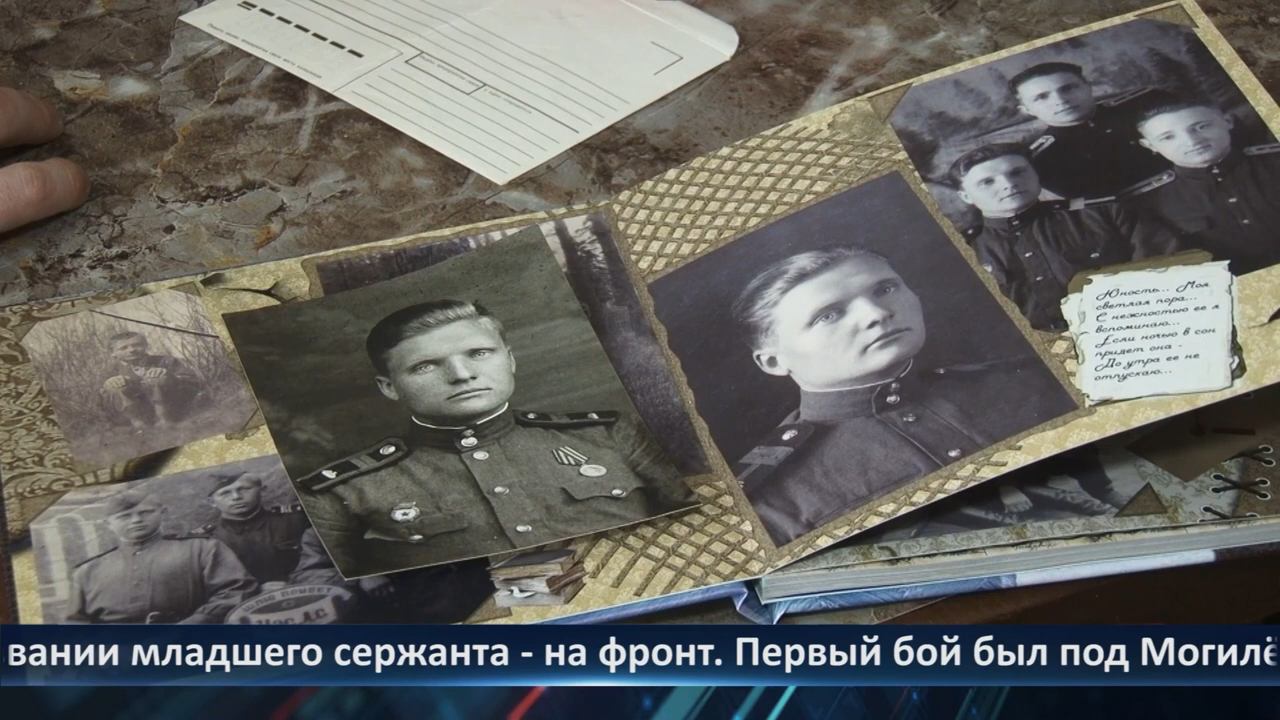 Юность... Моя
светлая пора...
С нежностью ее я
вспоминаю...
Если ночью в сон
придет она -
До утра ее не
отпускаю...
вании младшего сержанта - на фронт. Первый бой был под Могилё